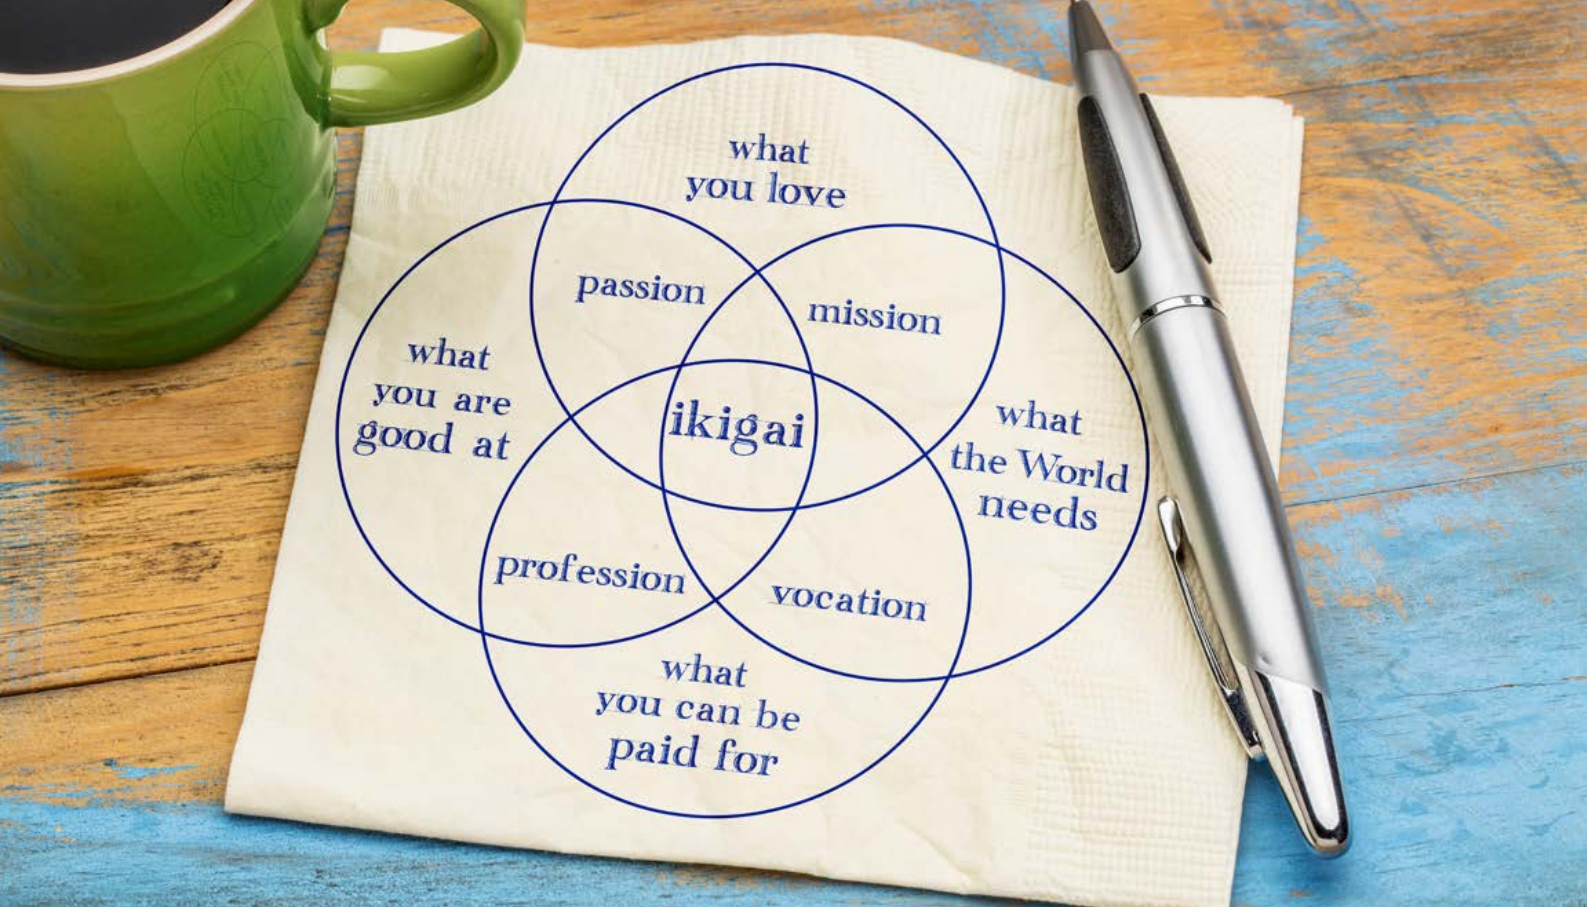 what
you love
passion
mission
what
you are
good at
ikigai
what
the World
needs
profession
vocation
what
you can be
paid for